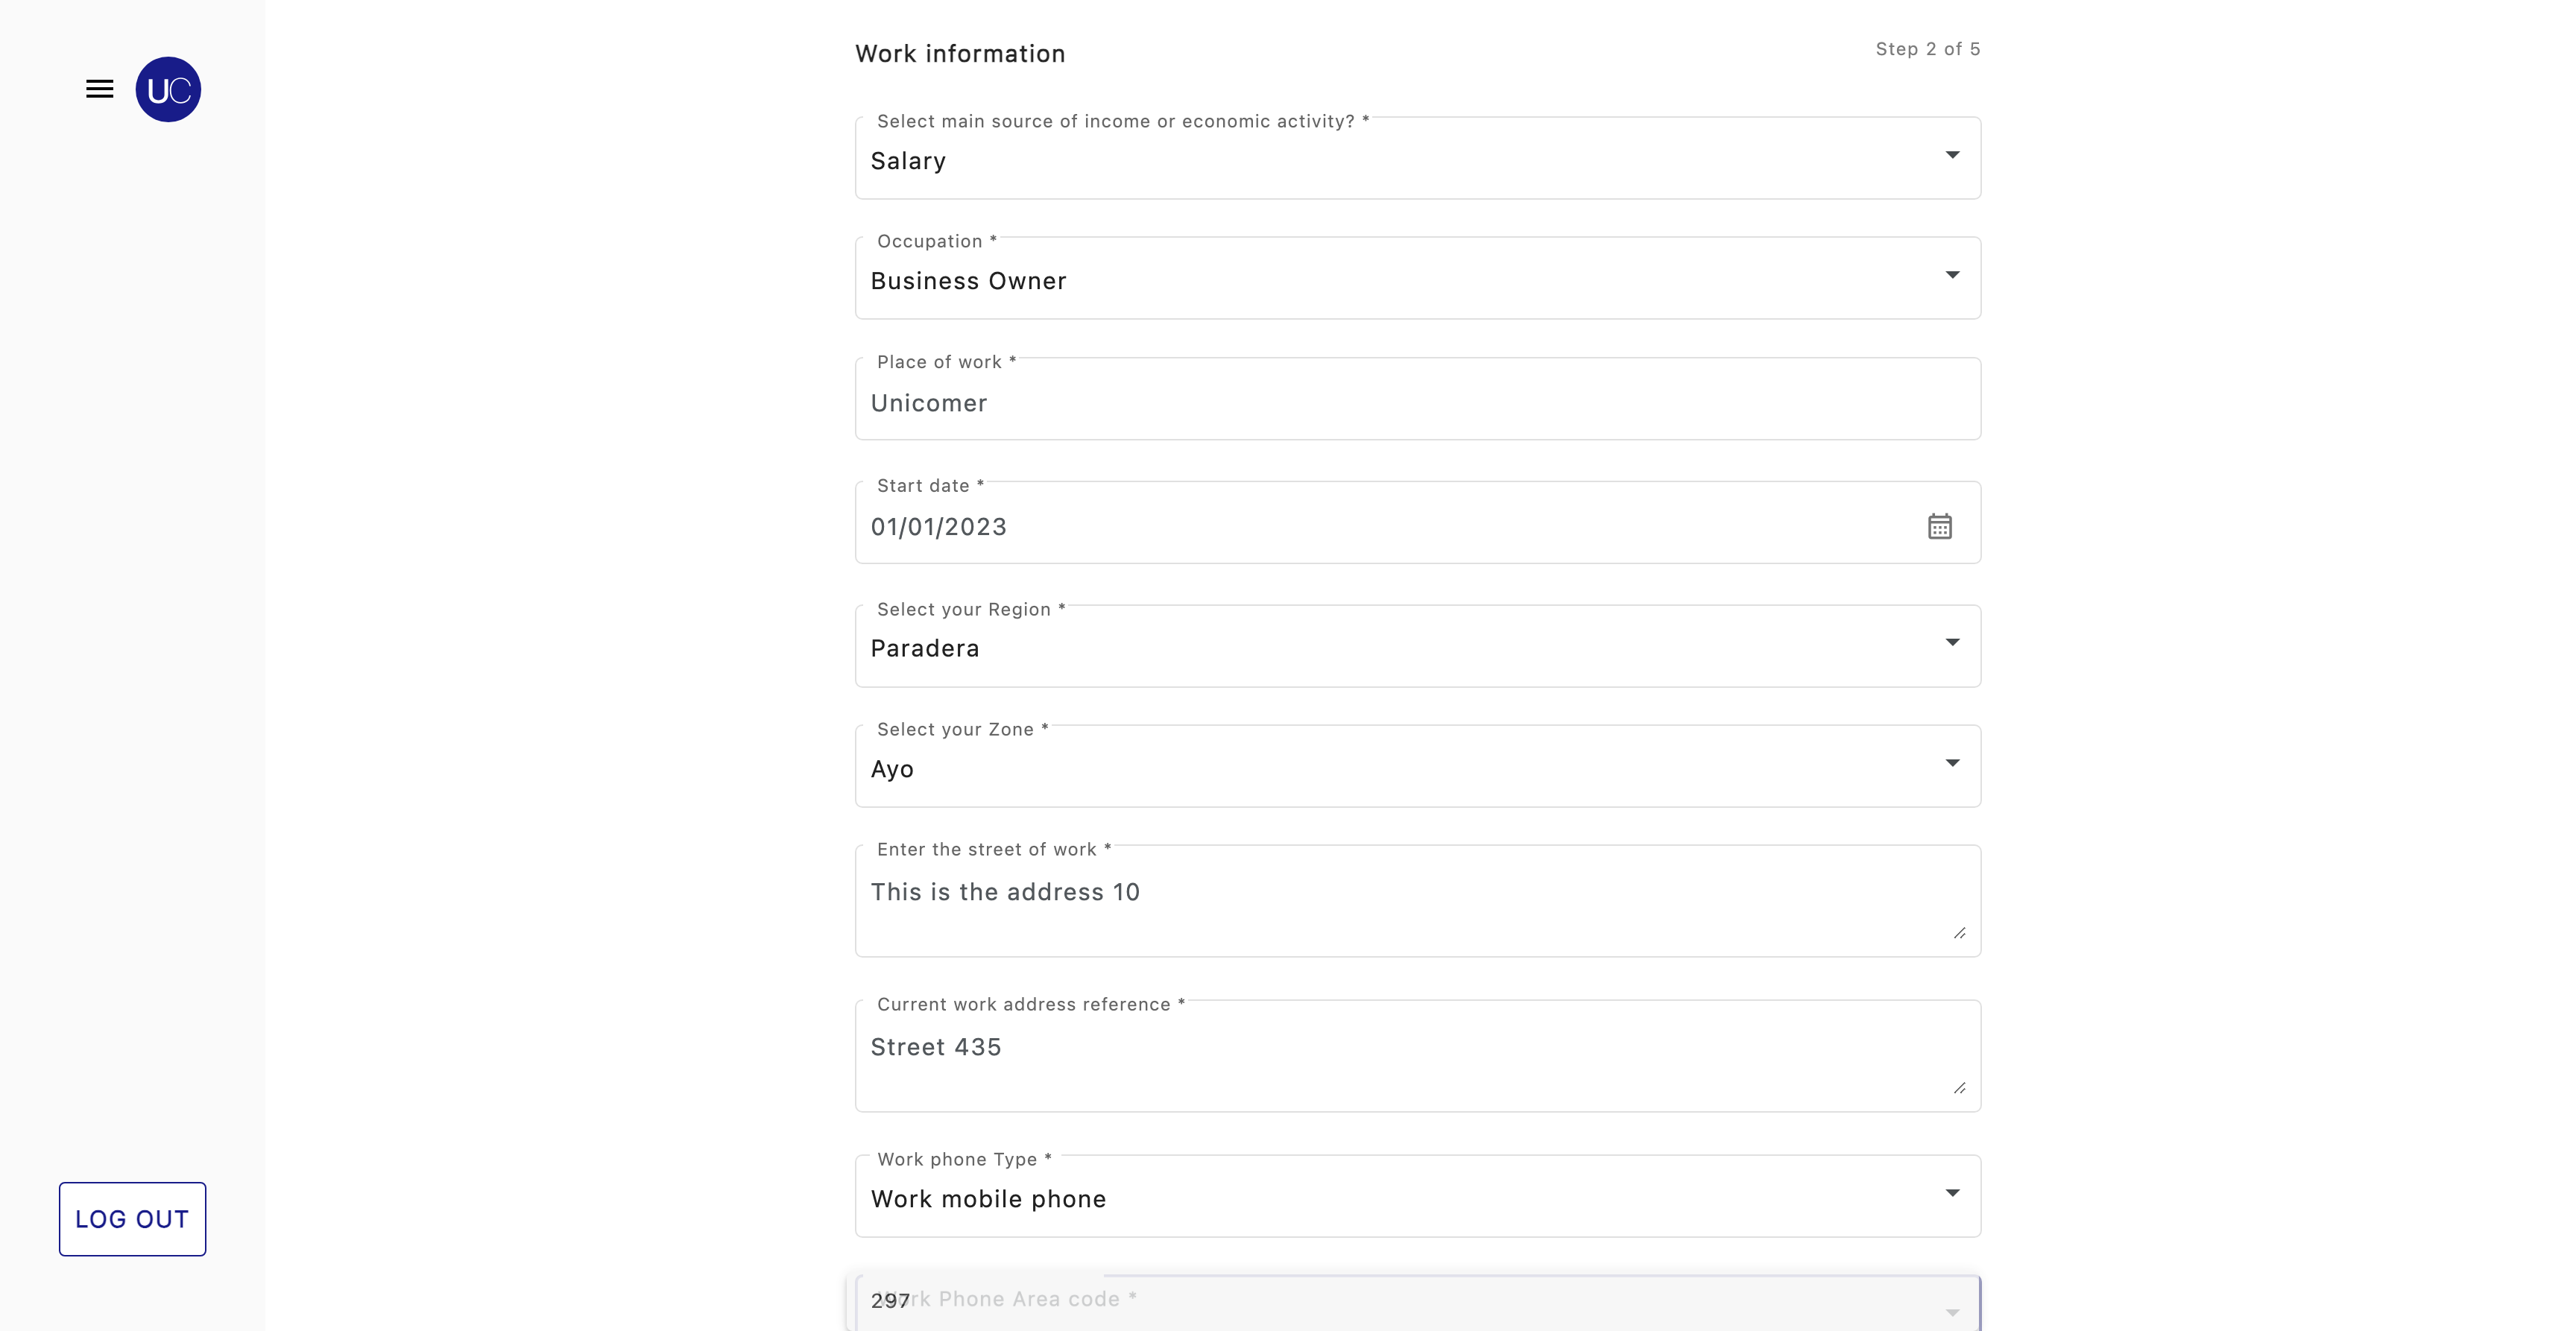 UC
Work information
Step 2 of 5
Select main source of income or economic activity? *
Salary
Occupation *
Business Owner
Place of work *
Unicomer
Start date *
01/01/2023
Select your Region *
Paradera
Select your Zone *
Ayo
Enter the street of work *
This is the address 10
Current work address reference *
Street 435
Work phone Type *
Work mobile phone
Work Phone Area code *
297
LOG OUT